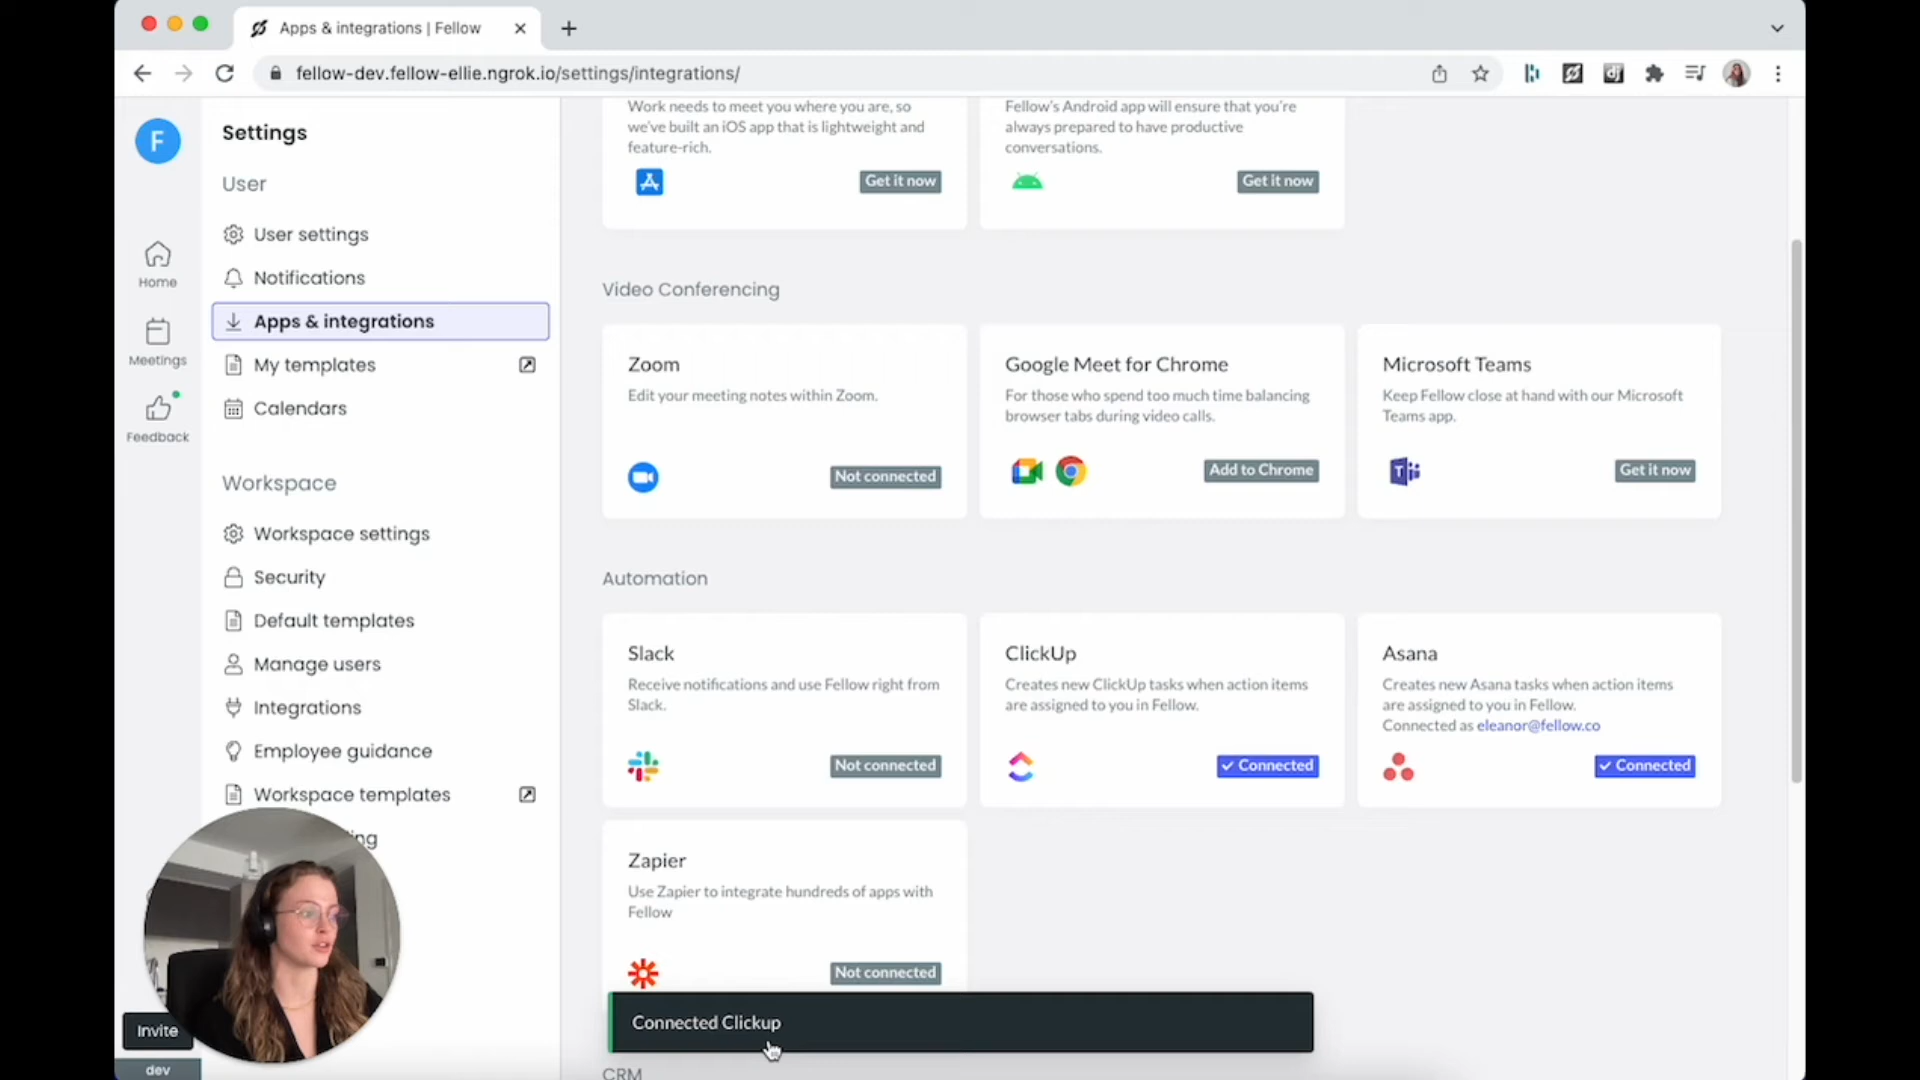 Apps & integrations | Fellow
fellow-dev.fellow-ellie.ngrok.io/settings/integrations/
F
Home
Meetings
Feedback
Invite
dev
Settings
User
User settings
Notifications
Apps & integrations
My templates
Calendars
Workspace
Workspace settings
Security
Default templates
Manage users
Integrations
Employee guidance
Workspace templates
Work needs to meet you where you are, so
we've built an iOS app that is lightweight and
feature-rich.
Get it now
Fellow's Android app will ensure that you're
always prepared to have productive
conversations.
Get it now
Video Conferencing
Zoom
Edit your meeting notes within Zoom.
Not connected
Google Meet for Chrome
For those who spend too much time balancing
browser tabs during video calls.
Add to Chrome
Microsoft Teams
Keep Fellow close at hand with our Microsoft
Teams app.
Get it now
Automation
Slack
Receive notifications and use Fellow right from
Slack.
Not connected
ClickUp
Creates new ClickUp tasks when action items
are assigned to you in Fellow.
✓ Connected
Asana
Creates new Asana tasks when action items
are assigned to you in Fellow.
Connected as eleanor@fellow.co
✓ Connected
Zapier
Use Zapier to integrate hundreds of apps with
Fellow
Not connected
Connected Clickup
CRM